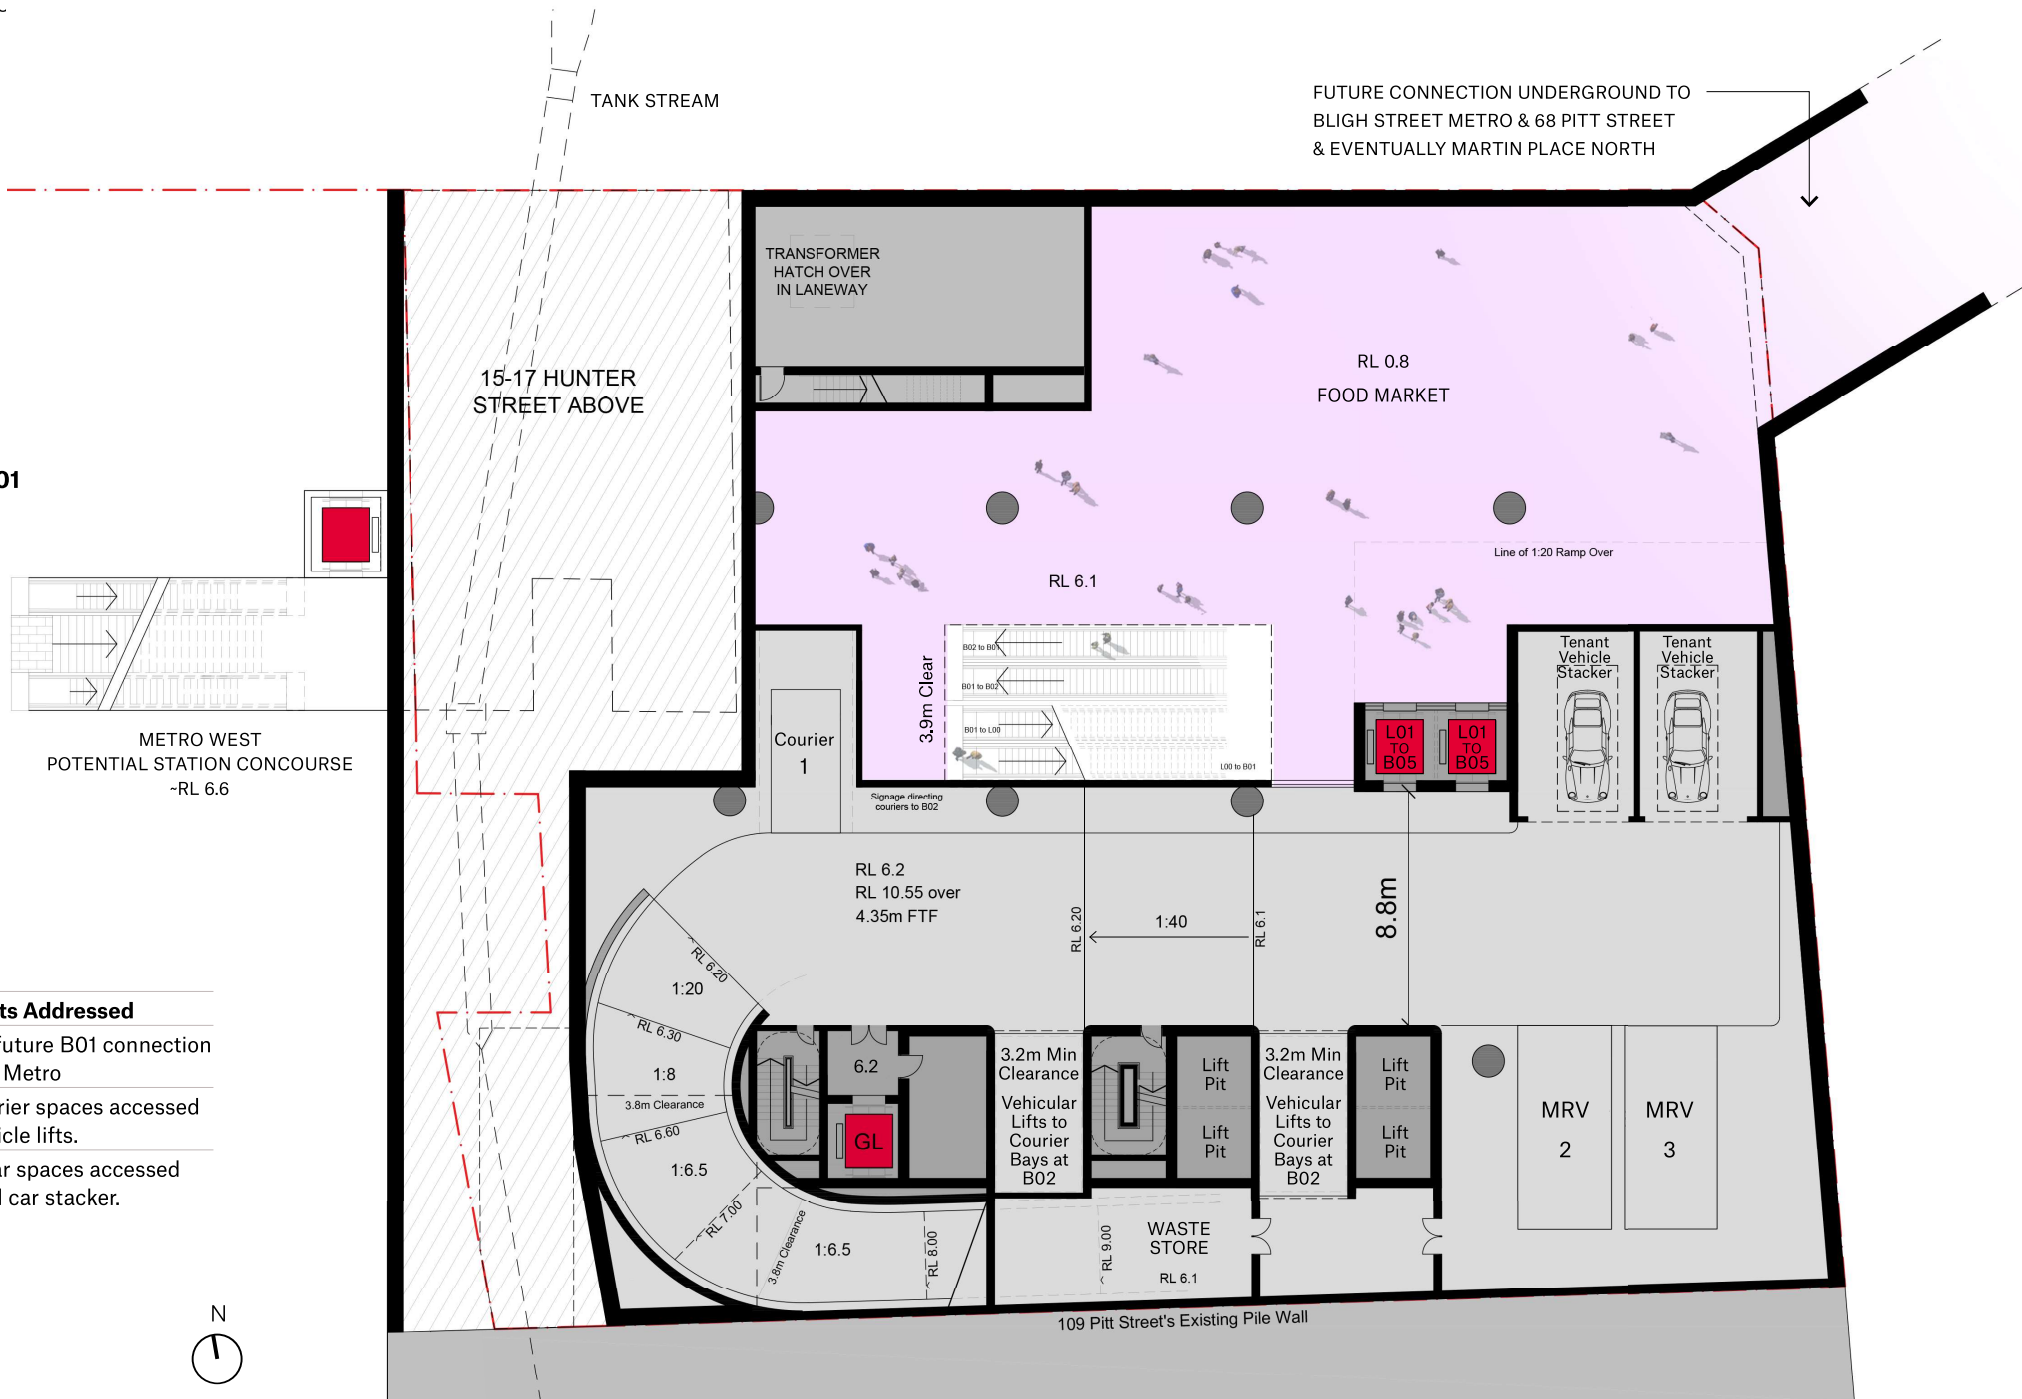 TANK STREAM
FUTURE CONNECTION UNDERGROUND TO
BLIGH STREET METRO & 68 PITT STREET
& EVENTUALLY MARTIN PLACE NORTH
TRANSFORMER
HATCH OVER
IN LANEWAY
15-17 HUNTER
STREET ABOVE
RL 0.8
FOOD MARKET
01
Line of 1:20 Ramp Over
RL 6.1
METRO WEST
POTENTIAL STATION CONCOURSE
~RL 6.6
Courier
1
3.9m Clear
B02 to B01
B01 to B02
B01 to L00
L00 to B01
L01
TO
B05
L01
TO
B05
Tenant
Vehicle
Stacker
Tenant
Vehicle
Stacker
Signage directing
couriers to B02
RL 6.2
RL 10.55 over
4.35m FTF
RL 6.20
1:40
RL 6.1
8.8m
RL 6.20
1:20
RL 6.30
1:8
3.8m Clearance
RL 6.60
1:6.5
RL 7.00
3.8m Clearance
1:6.5
RL 8.00
6.2
GL
3.2m Min
Clearance
Vehicular
Lifts to
Courier
Bays at
B02
Lift
Pit
Lift
Pit
3.2m Min
Clearance
Vehicular
Lifts to
Courier
Bays at
B02
Lift
Pit
Lift
Pit
MRV
2
MRV
3
RL 9.00
WASTE
STORE
RL 6.1
109 Pitt Street's Existing Pile Wall
ts Addressed
future B01 connection
Metro
rier spaces accessed
icle lifts.
ar spaces accessed
d car stacker.
N